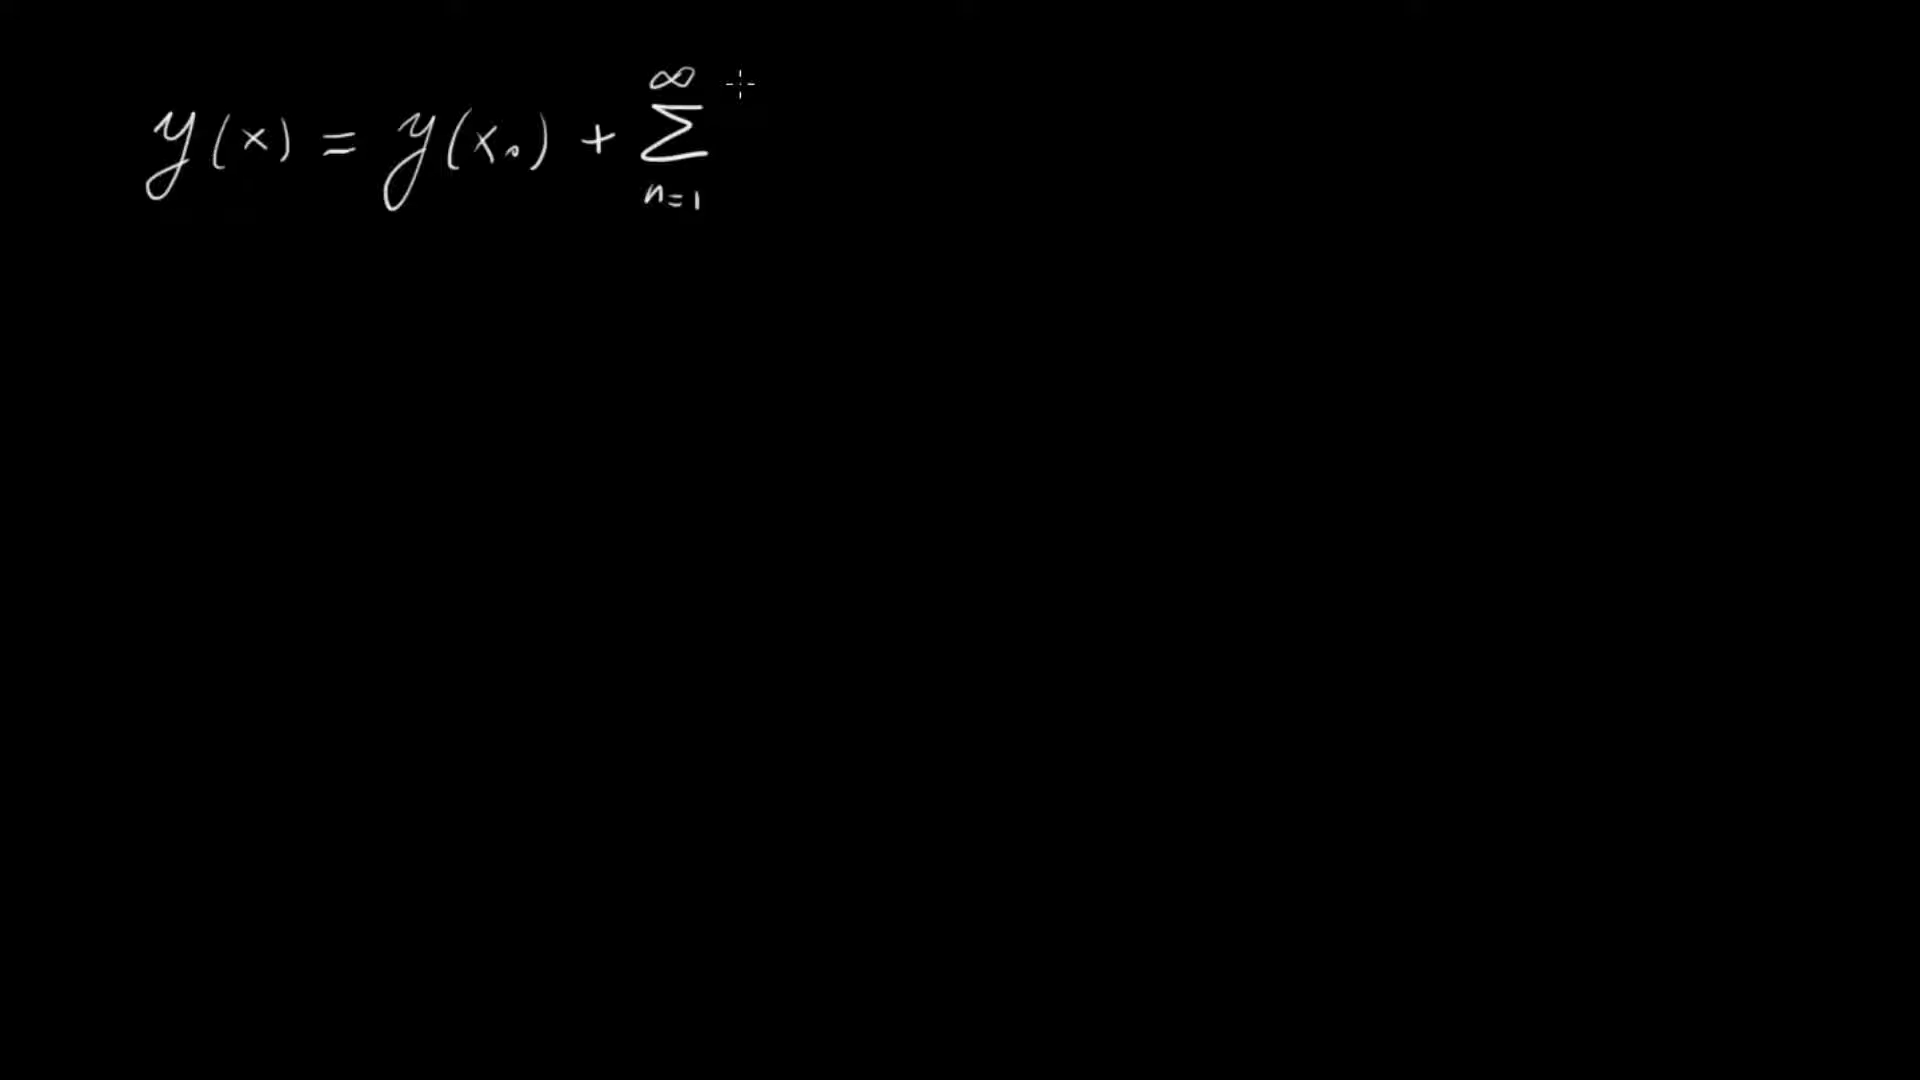 y(x) = y(x₀) + ∑_{n=1}^{∞}